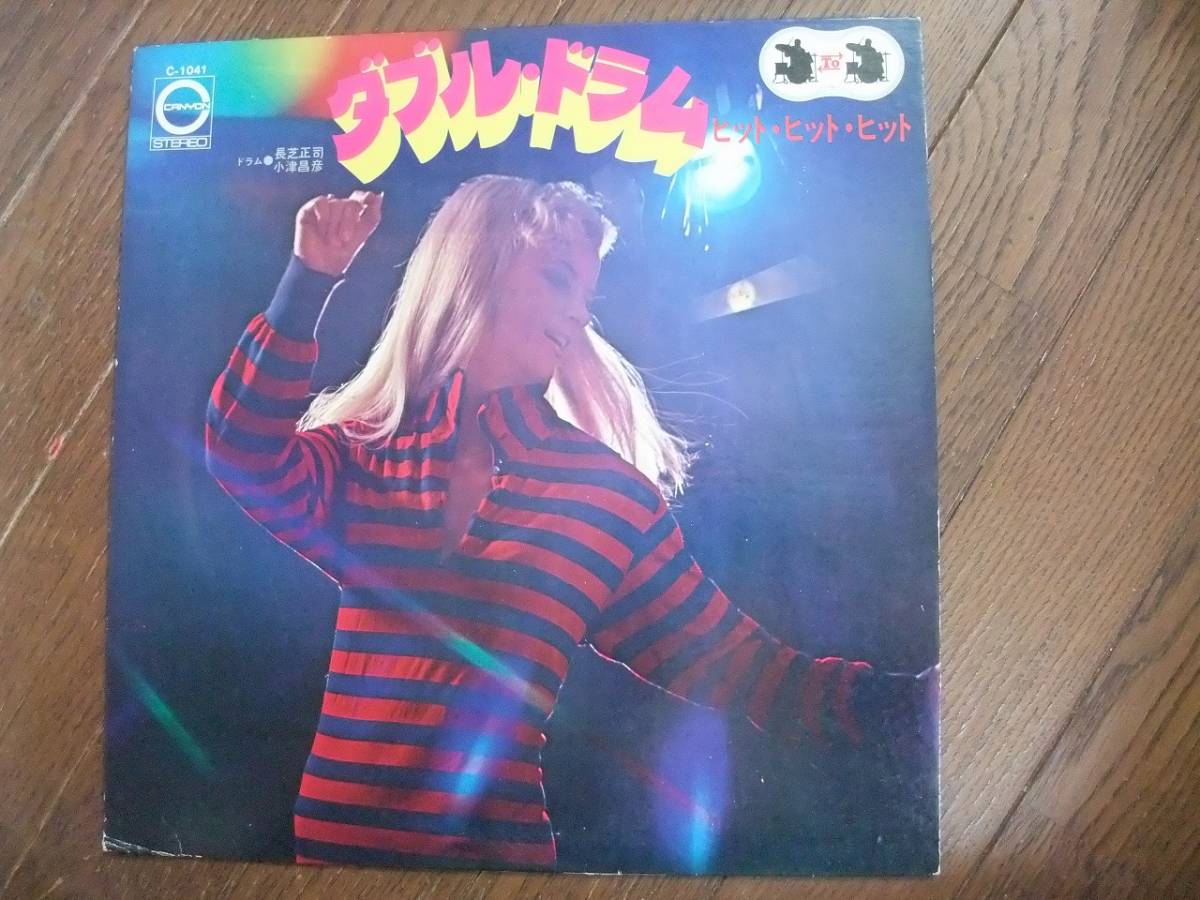 C-1041
CANYON
STEREO
ダブル・ドラム
ヒット・ヒット・ヒット
To
ドラム●長芝正司
小津昌彦